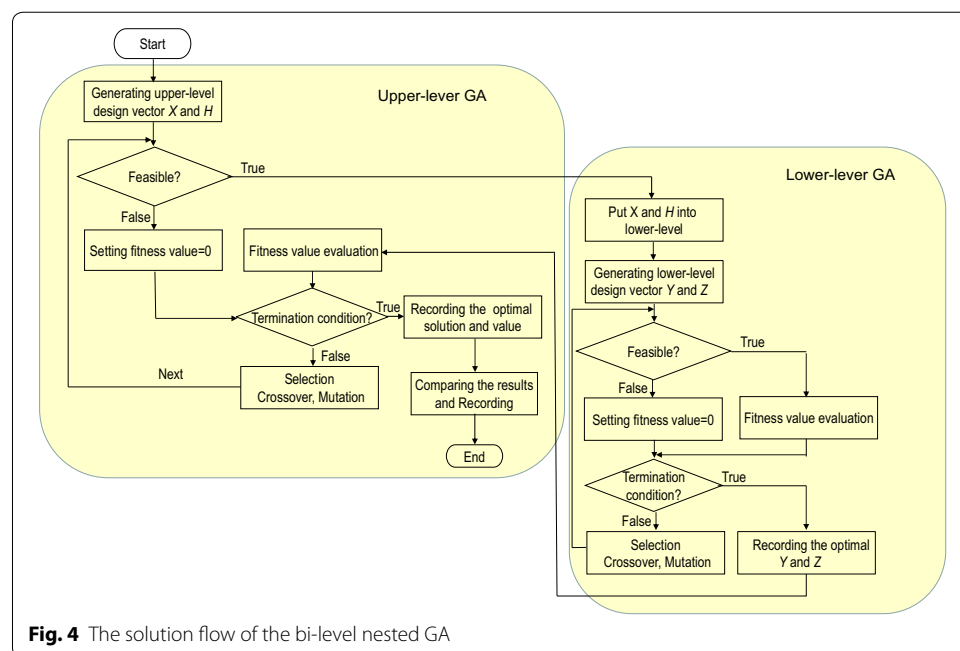 Start
Generating upper-level
design vector X and H
Upper-lever GA
Feasible?
True
False
Setting fitness value=0
Fitness value evaluation
Termination condition?
True
Recording the optimal
solution and value
False
Next
Selection
Crossover, Mutation
Comparing the results
and Recording
End
Lower-lever GA
Put X and H into
lower-level
Generating lower-level
design vector Y and Z
Feasible?
True
False
Setting fitness value=0
Fitness value evaluation
Termination
condition?
True
False
Selection
Crossover, Mutation
Recording the optimal
Y and Z
Fig. 4 The solution flow of the bi-level nested GA